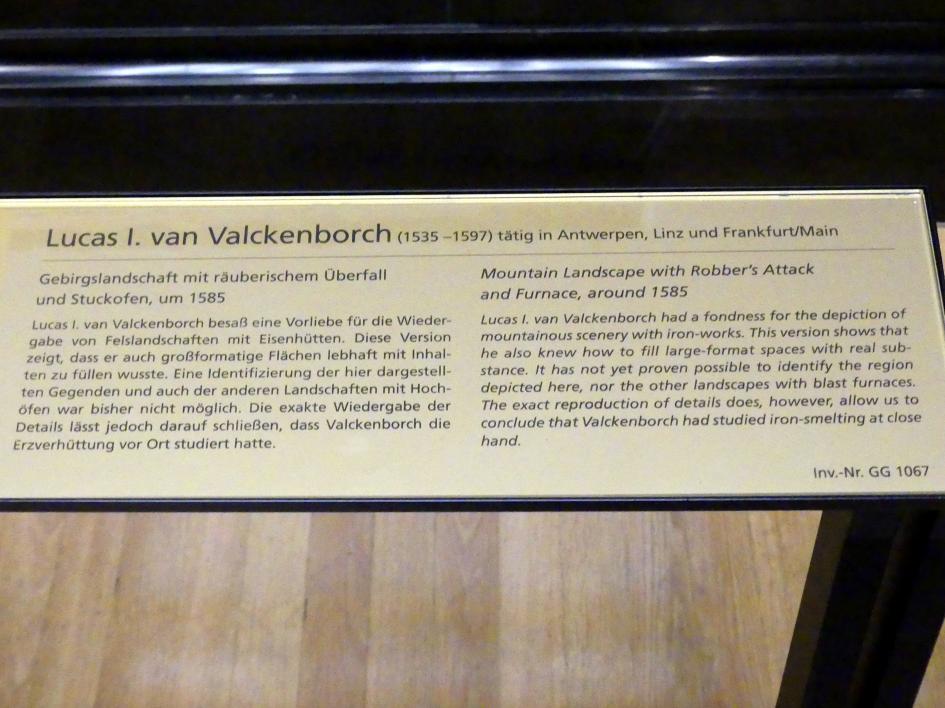 Lucas I. van Valckenborch (1535 –1597) tätig in Antwerpen, Linz und Frankfurt/Main
Gebirgslandschaft mit räuberischem Überfall
und Stuckofen, um 1585
Lucas I. van Valckenborch besaß eine Vorliebe für die Wieder-
gabe von Felslandschaften mit Eisenhütten. Diese Version
zeigt, dass er auch großformatige Flächen lebhaft mit Inhal-
ten zu füllen wusste. Eine Identifizierung der hier dargestell-
ten Gegenden und auch der anderen Landschaften mit Hoch-
öfen war bisher nicht möglich. Die exakte Wiedergabe der
Details lässt jedoch darauf schließen, dass Valckenborch die
Erzverhüttung vor Ort studiert hatte.
Mountain Landscape with Robber's Attack
and Furnace, around 1585
Lucas I. van Valckenborch had a fondness for the depiction of
mountainous scenery with iron-works. This version shows that
he also knew how to fill large-format spaces with real sub-
stance. It has not yet proven possible to identify the region
depicted here, nor the other landscapes with blast furnaces.
The exact reproduction of details does, however, allow us to
conclude that Valckenborch had studied iron-smelting at close
hand.
Inv.-Nr. GG 1067